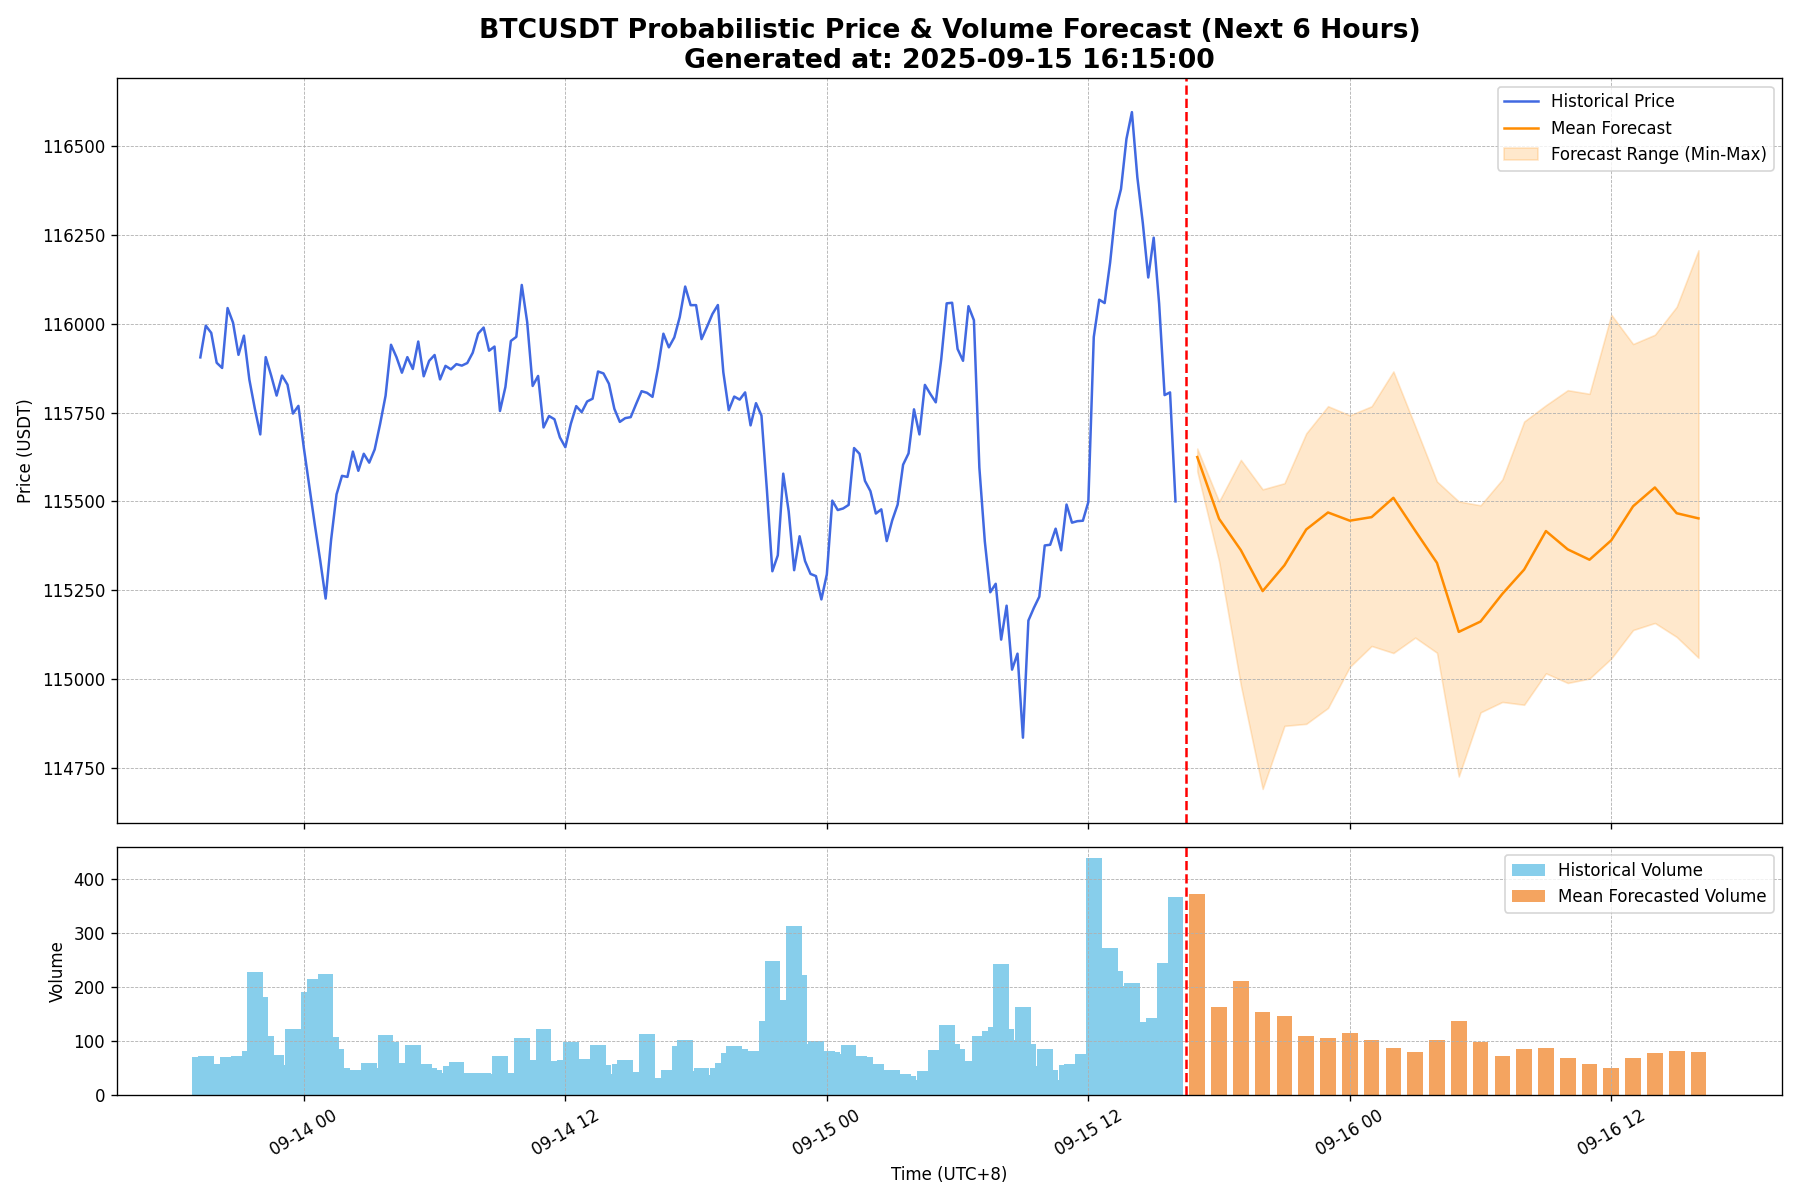 BTCUSDT Probabilistic Price & Volume Forecast (Next 6 Hours)
Generated at: 2025-09-15 16:15:00
Historical Price
Mean Forecast
Forecast Range (Min-Max)
Price (USDT)
116500
116250
116000
115750
115500
115250
115000
114750
Historical Volume
Mean Forecasted Volume
Volume
400
300
200
100
0
09-14 00
09-14 12
09-15 00
09-15 12
09-16 00
09-16 12
Time (UTC+8)